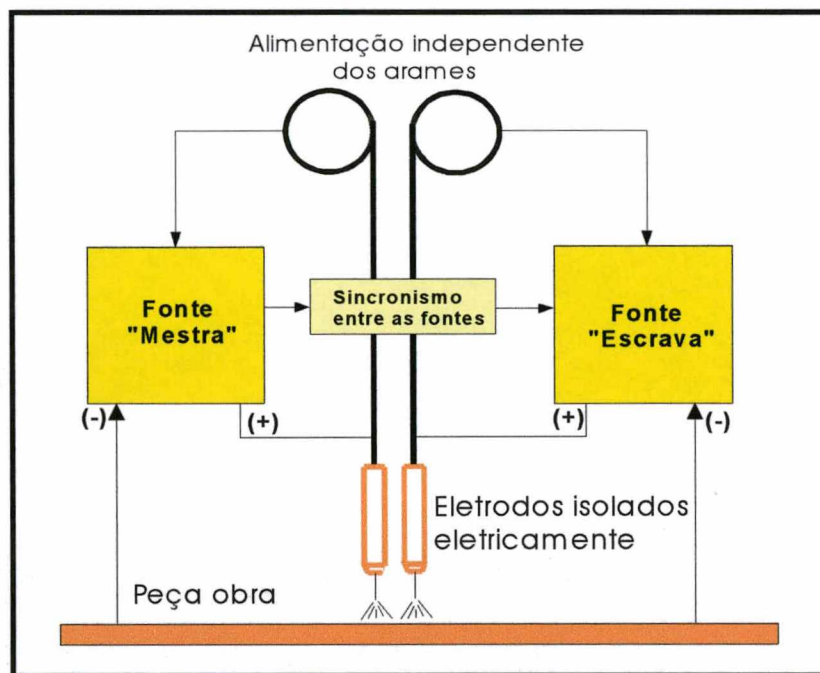 Alimentação independente
dos arames
Fonte
"Mestra"
Sincronismo
entre as fontes
Fonte
"Escrava"
(-)
(+)
(+)
(-)
Eletrodos isolados
eletricamente
Peça obra